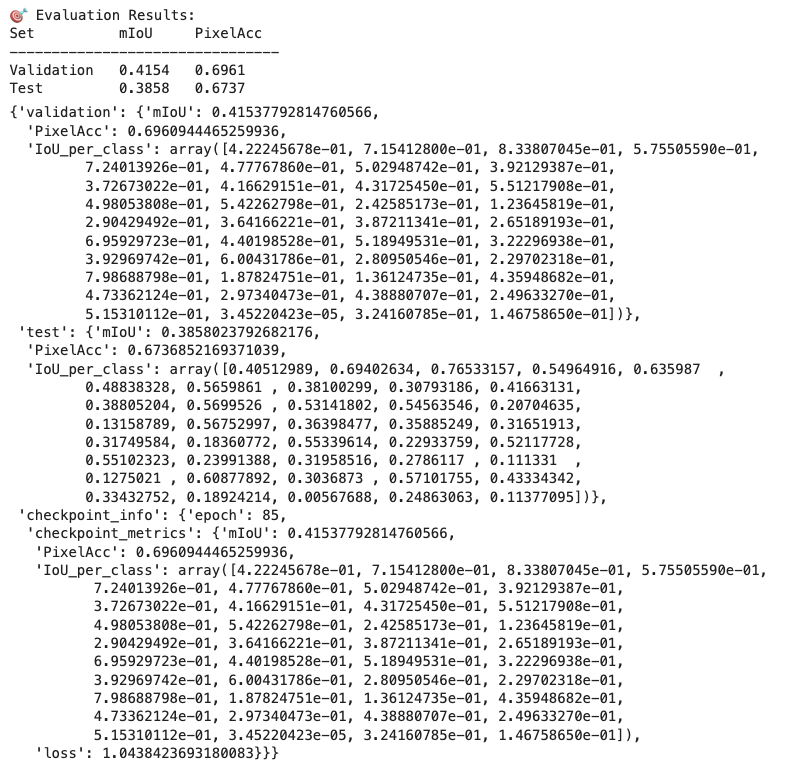 🎯 Evaluation Results:
Set          mIoU     PixelAcc
--------------------------------
Validation   0.4154   0.6961
Test         0.3858   0.6737
{'validation': {'mIoU': 0.41537792814760566,
  'PixelAcc': 0.6960944465259936,
  'IoU_per_class': array([4.22245678e-01, 7.15412800e-01, 8.33807045e-01, 5.75505590e-01,
         7.24013926e-01, 4.77767860e-01, 5.02948742e-01, 3.92129387e-01,
         3.72673022e-01, 4.16629151e-01, 4.31725450e-01, 5.51217908e-01,
         4.98053808e-01, 5.42262798e-01, 2.42585173e-01, 1.23645819e-01,
         2.90429492e-01, 3.64166221e-01, 3.87211341e-01, 2.65189193e-01,
         6.95929723e-01, 4.40198528e-01, 5.18949531e-01, 3.22296938e-01,
         3.92969742e-01, 6.00431786e-01, 2.80950546e-01, 2.29702318e-01,
         7.98688798e-01, 1.87824751e-01, 1.36124735e-01, 4.35948682e-01,
         4.73362124e-01, 2.97340473e-01, 4.38880707e-01, 2.49633270e-01,
         5.15310112e-01, 3.45220423e-05, 3.24160785e-01, 1.46758650e-01])},
 'test': {'mIoU': 0.3858023792682176,
  'PixelAcc': 0.6736852169371039,
  'IoU_per_class': array([0.40512989, 0.69402634, 0.76533157, 0.54964916, 0.635987  ,
         0.48838328, 0.5659861 , 0.38100299, 0.30793186, 0.41663131,
         0.38805204, 0.5699526 , 0.53141802, 0.54563546, 0.20704635,
         0.13158789, 0.56752997, 0.36398477, 0.35885249, 0.31651913,
         0.31749584, 0.18360772, 0.55339614, 0.22933759, 0.52117728,
         0.55102323, 0.23991388, 0.31958516, 0.2786117 , 0.111331  ,
         0.1275021 , 0.60877892, 0.3036873 , 0.57101755, 0.43334342,
         0.33432752, 0.18924214, 0.00567688, 0.24863063, 0.11377095])},
 'checkpoint_info': {'epoch': 85,
  'checkpoint_metrics': {'mIoU': 0.41537792814760566,
   'PixelAcc': 0.6960944465259936,
   'IoU_per_class': array([4.22245678e-01, 7.15412800e-01, 8.33807045e-01, 5.75505590e-01,
          7.24013926e-01, 4.77767860e-01, 5.02948742e-01, 3.92129387e-01,
          3.72673022e-01, 4.16629151e-01, 4.31725450e-01, 5.51217908e-01,
          4.98053808e-01, 5.42262798e-01, 2.42585173e-01, 1.23645819e-01,
          2.90429492e-01, 3.64166221e-01, 3.87211341e-01, 2.65189193e-01,
          6.95929723e-01, 4.40198528e-01, 5.18949531e-01, 3.22296938e-01,
          3.92969742e-01, 6.00431786e-01, 2.80950546e-01, 2.29702318e-01,
          7.98688798e-01, 1.87824751e-01, 1.36124735e-01, 4.35948682e-01,
          4.73362124e-01, 2.97340473e-01, 4.38880707e-01, 2.49633270e-01,
          5.15310112e-01, 3.45220423e-05, 3.24160785e-01, 1.46758650e-01]),
   'loss': 1.0438423693180083}}}